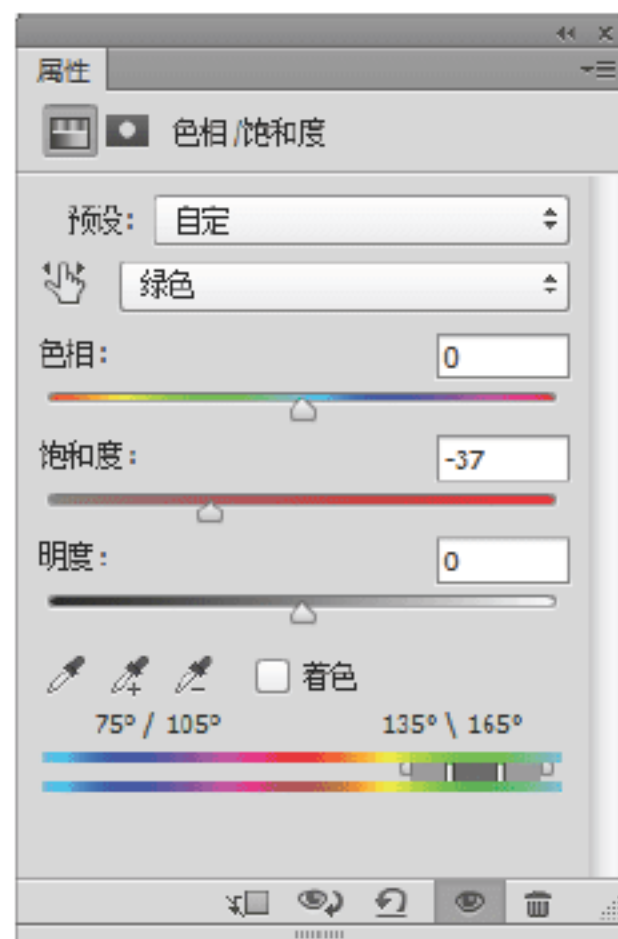 属性
色相/饱和度
预设: 自定
绿色
色相: 0
饱和度: -37
明度: 0
着色
75° / 105° 135° \ 165°